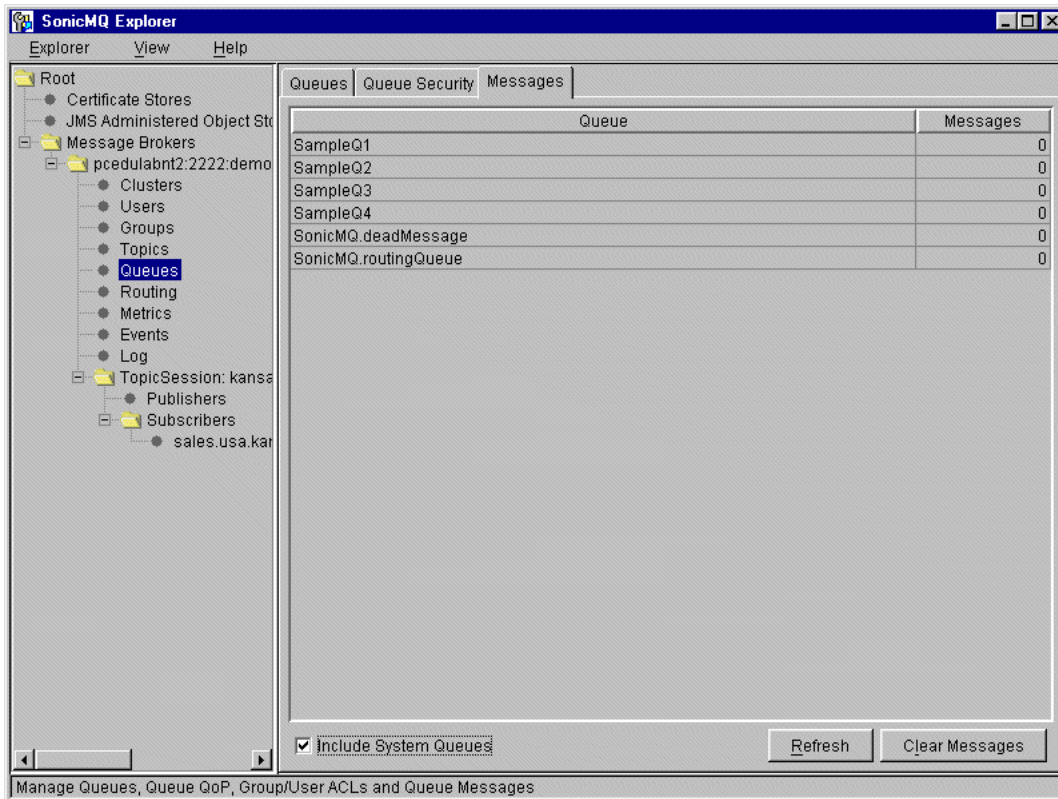 SonicMQ Explorer
Explorer View Help
Root
Certificate Stores
JMS Administered Object Sto
Message Brokers
pcedulabnt2:2222:demo
Clusters
Users
Groups
Topics
Queues
Routing
Metrics
Events
Log
TopicSession: kansa
Publishers
Subscribers
sales.usa.kar
Queues Queue Security Messages
Queue Messages
SampleQ1 0
SampleQ2 0
SampleQ3 0
SampleQ4 0
SonicMQ.deadMessage 0
SonicMQ.routingQueue 0
Include System Queues Refresh Clear Messages
Manage Queues, Queue QoP, Group/User ACLs and Queue Messages